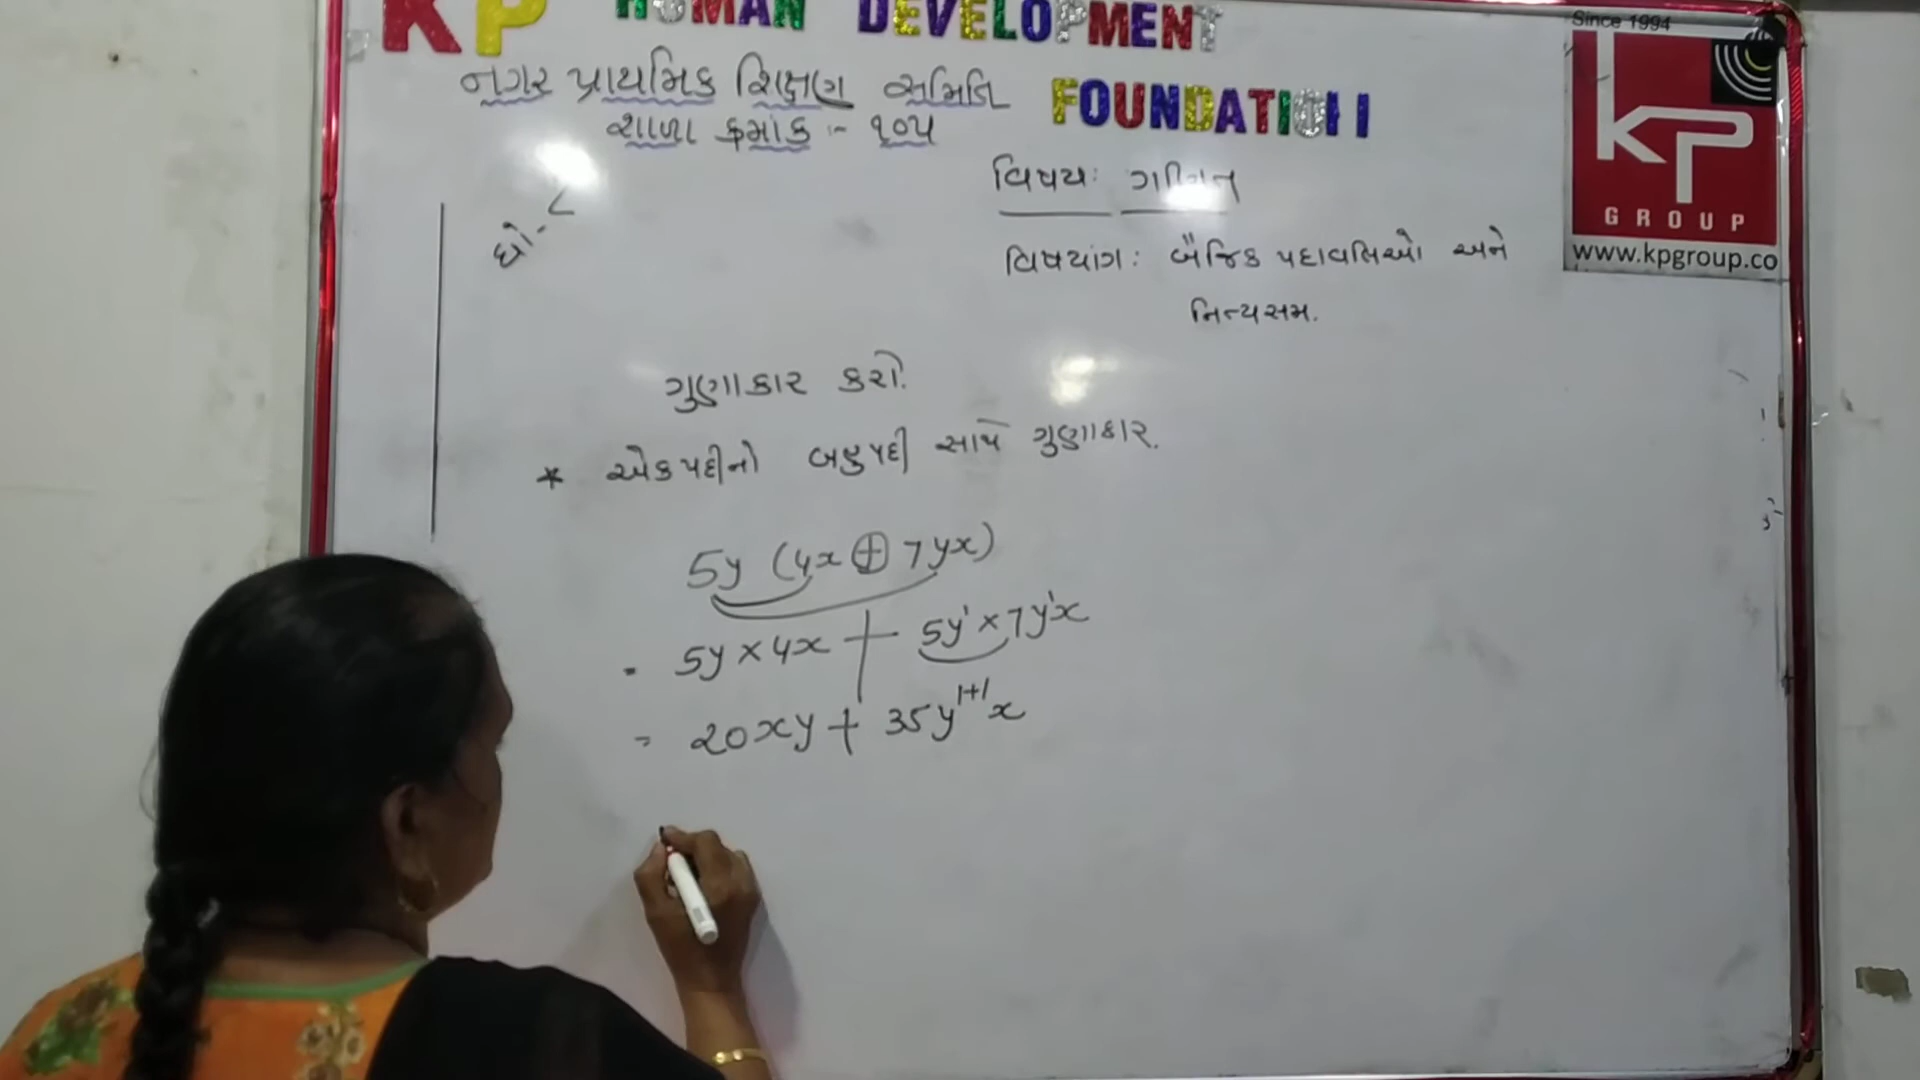 KP HUMAN DEVELOPMENT
FOUNDATION
નગર પ્રાથમિક શિક્ષણ સમિતિ
શાળા ક્રમાંક :- ૧૦૫
Since 1994
KP
GROUP
www.kpgroup.co
ધો - ૮
વિષય: ગણિત
વિષયાંગ: બૈજિક પદાવલિઓ અને
નિત્યસમ.
ગુણાકાર કરો.
* એકપદીનો બહુપદી સાથે ગુણાકાર.
5y (4x + 7yx)
= 5y × 4x + 5y¹ × 7y¹x
= 20xy + 35y¹⁺¹x